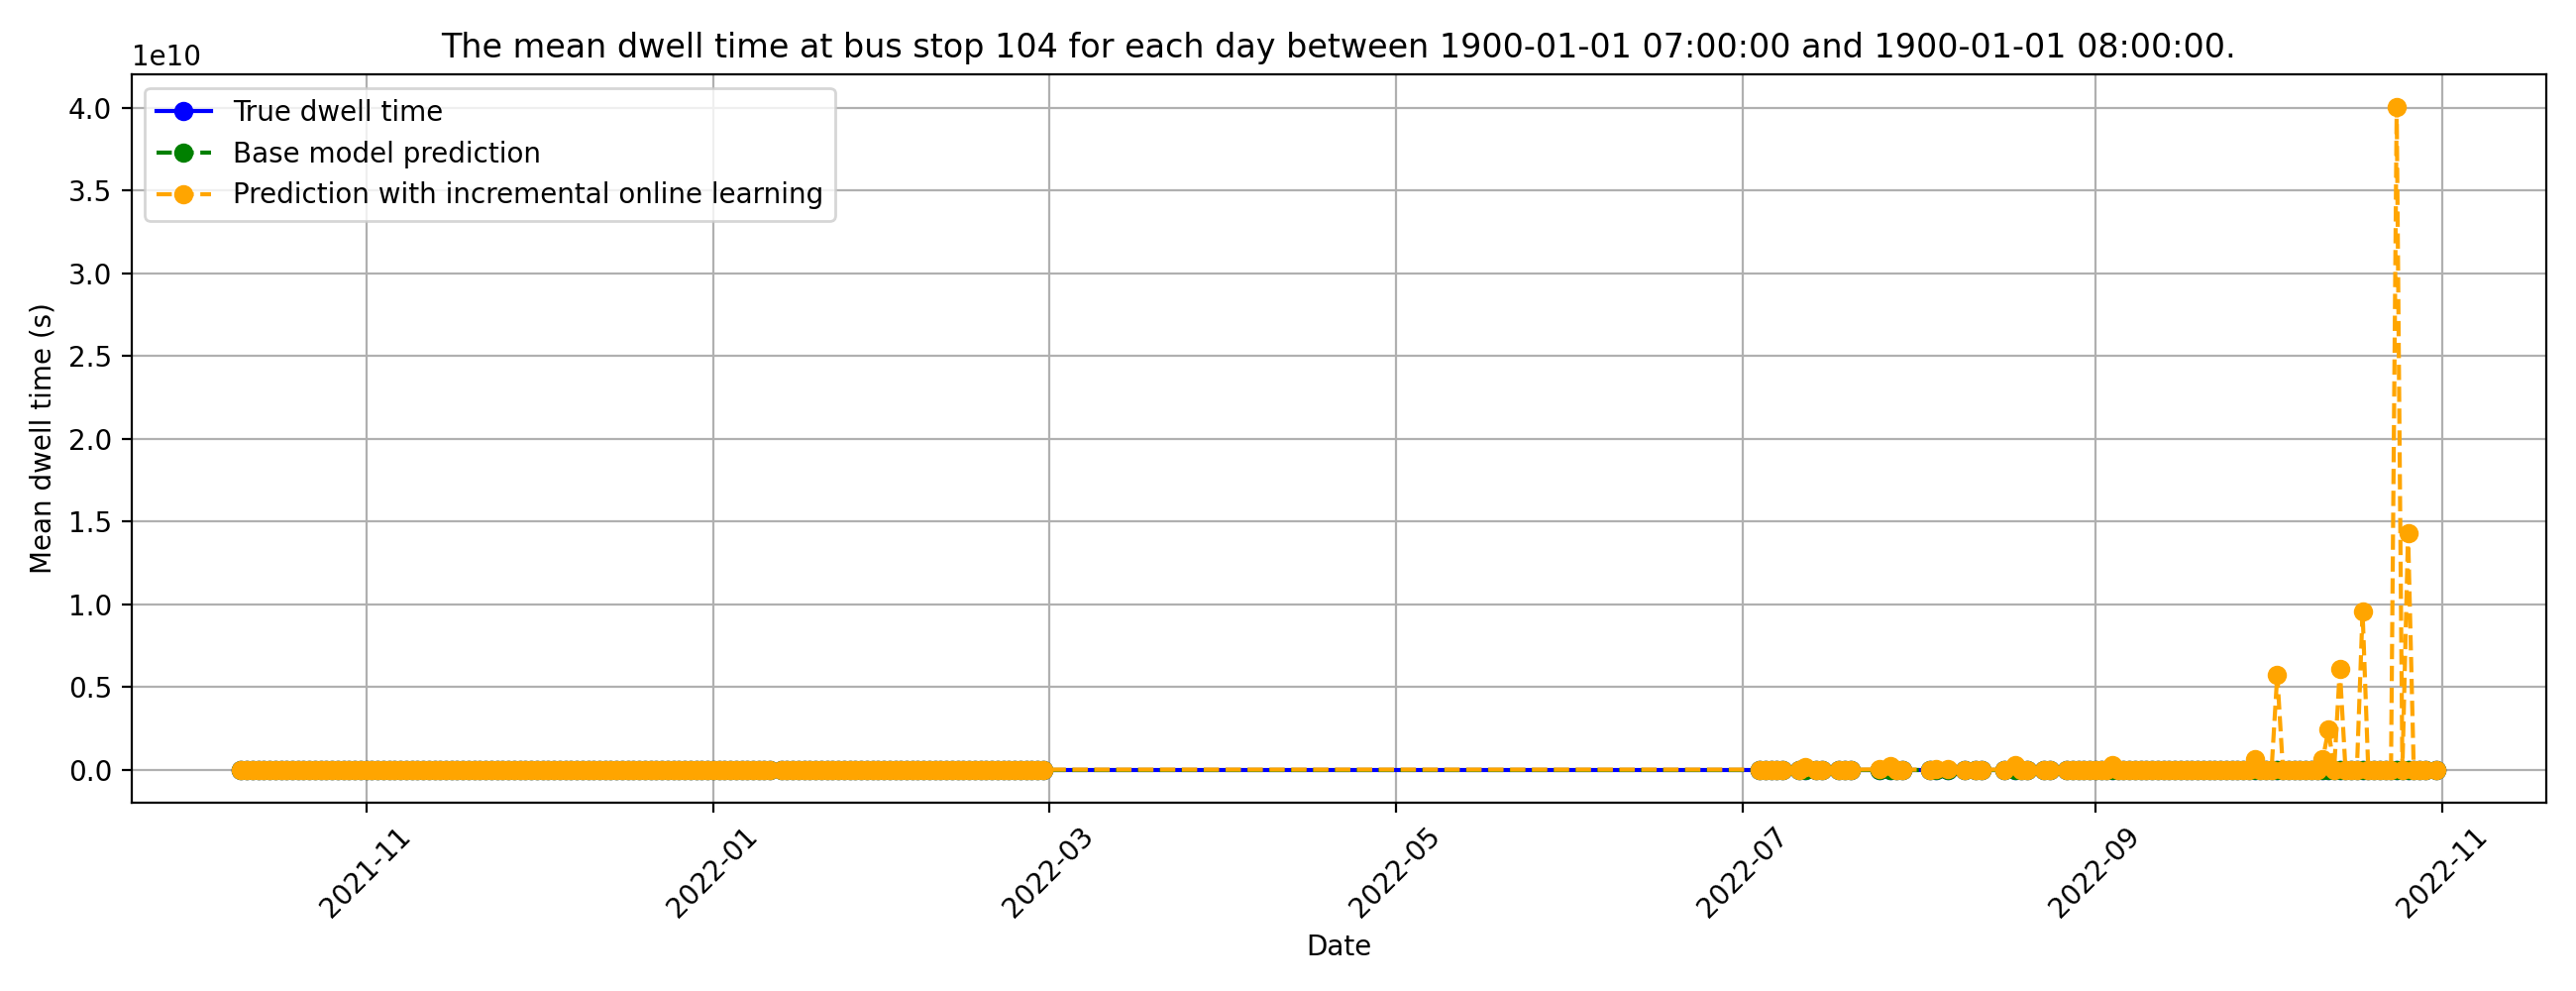 The mean dwell time at bus stop 104 for each day between 1900-01-01 07:00:00 and 1900-01-01 08:00:00.
1e10
True dwell time
Base model prediction
Prediction with incremental online learning
4.0
3.5
3.0
2.5
2.0
1.5
1.0
0.5
0.0
Mean dwell time (s)
2021-11
2022-01
2022-03
2022-05
2022-07
2022-09
2022-11
Date